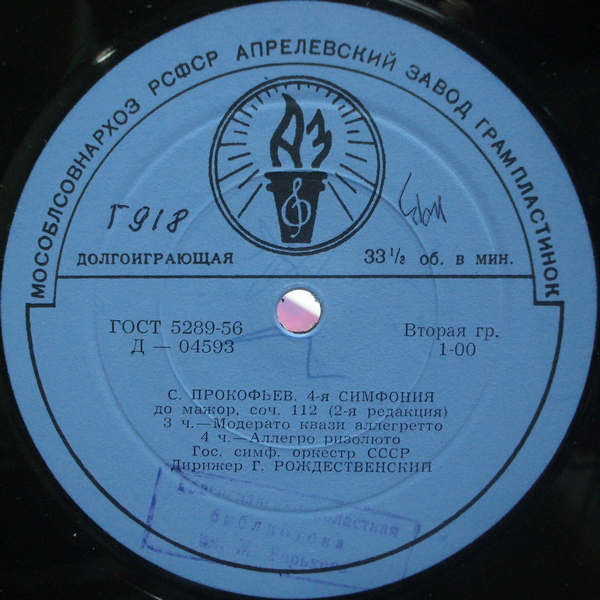 МОСОБЛСОВНАРХОЗ РСФСР АПРЕЛЕВСКИЙ ЗАВОД ГРАМПЛАСТИНОК
АЗ
Г918
ДОЛГОИГРАЮЩАЯ
33 1/3 об. в мин.
ГОСТ 5289-56
Д — 04593
Вторая гр.
1-00
С. ПРОКОФЬЕВ. 4-я СИМФОНИЯ
до мажор, соч. 112 (2-я редакция)
3 ч.—Модерато квази аллегретто
4 ч.—Аллегро ризолюто
Гос. симф. оркестр СССР
Дирижер Г. РОЖДЕСТВЕНСКИЙ
библиотека